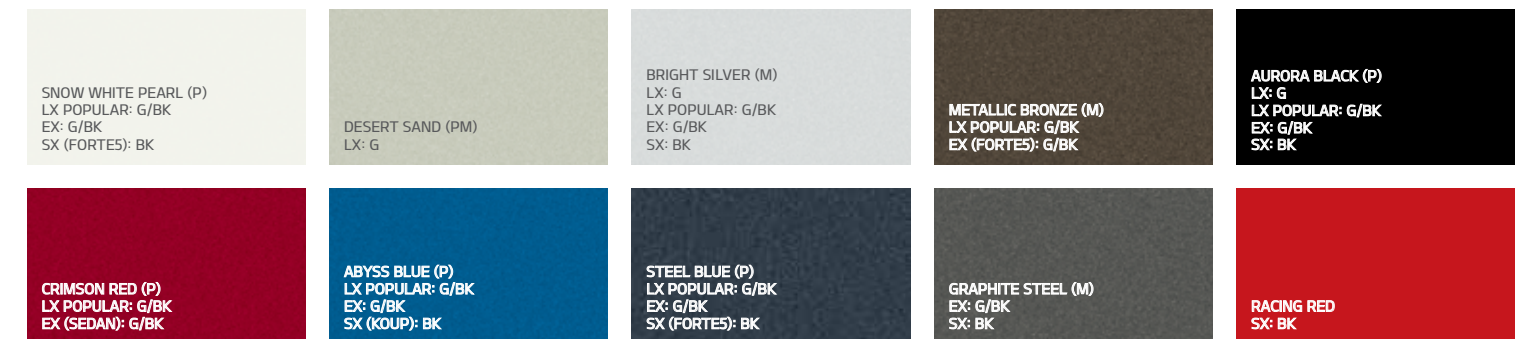 SNOW WHITE PEARL (P)
LX POPULAR: G/BK
EX: G/BK
SX (FORTE5): BK
DESERT SAND (PM)
LX: G
BRIGHT SILVER (M)
LX: G
LX POPULAR: G/BK
EX: G/BK
SX: BK
METALLIC BRONZE (M)
LX POPULAR: G/BK
EX (FORTE5): G/BK
AURORA BLACK (P)
LX: G
LX POPULAR: G/BK
EX: G/BK
SX: BK
CRIMSON RED (P)
LX POPULAR: G/BK
EX (SEDAN): G/BK
ABYSS BLUE (P)
LX POPULAR: G/BK
EX: G/BK
SX (KOUP): BK
STEEL BLUE (P)
LX POPULAR: G/BK
EX: G/BK
SX (FORTE5): BK
GRAPHITE STEEL (M)
EX: G/BK
SX: BK
RACING RED
SX: BK